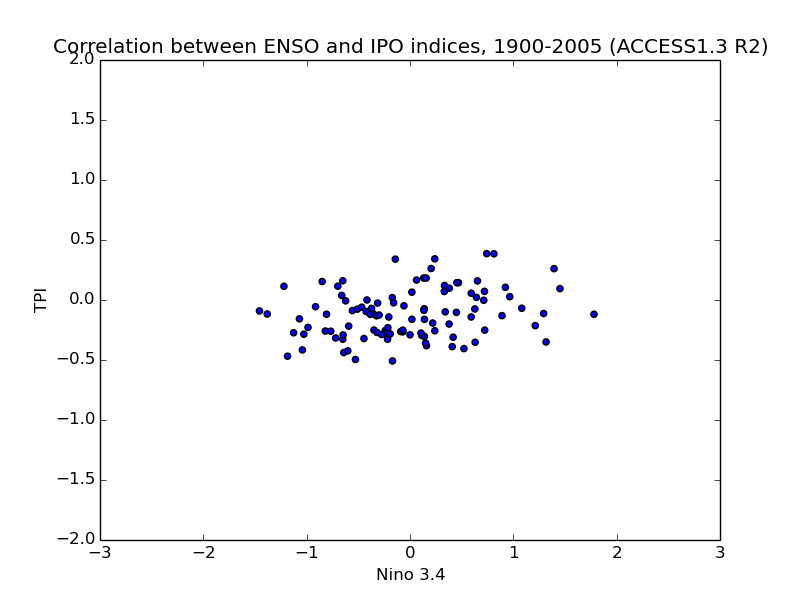 Correlation between ENSO and IPO indices, 1900-2005 (ACCESS1.3 R2)
2.0
1.5
1.0
0.5
0.0
−0.5
−1.0
−1.5
−2.0
TPI
−3 −2 −1 0 1 2 3
Nino 3.4